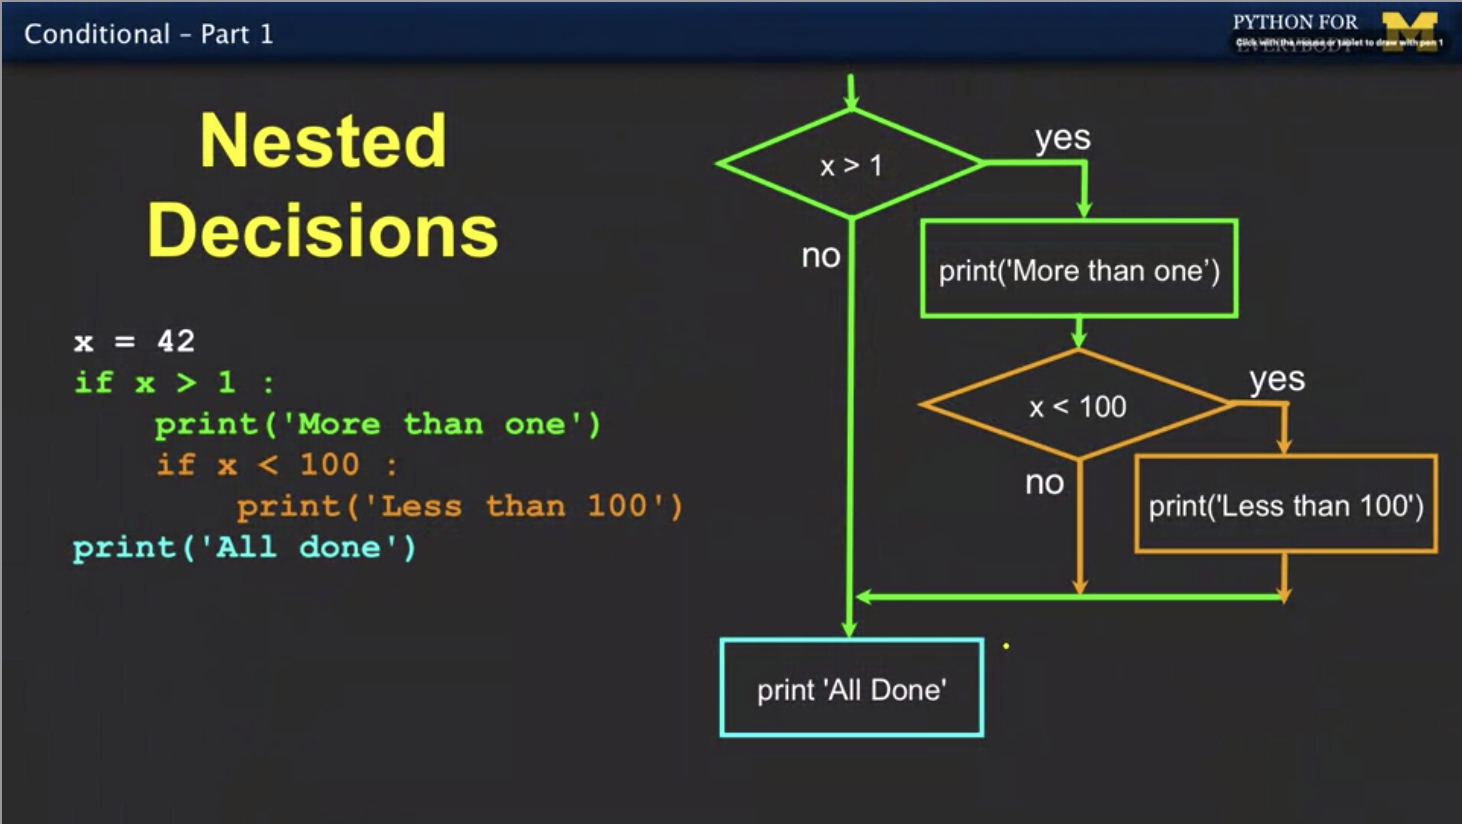 Conditional – Part 1
PYTHON FOR
EVERYBODY
Click with the mouse or tablet to draw with pen 1
Nested
Decisions
x = 42
if x > 1 :
    print('More than one')
    if x < 100 :
        print('Less than 100')
print('All done')
x > 1
yes
no
print('More than one’)
x < 100
yes
no
print('Less than 100')
print 'All Done'